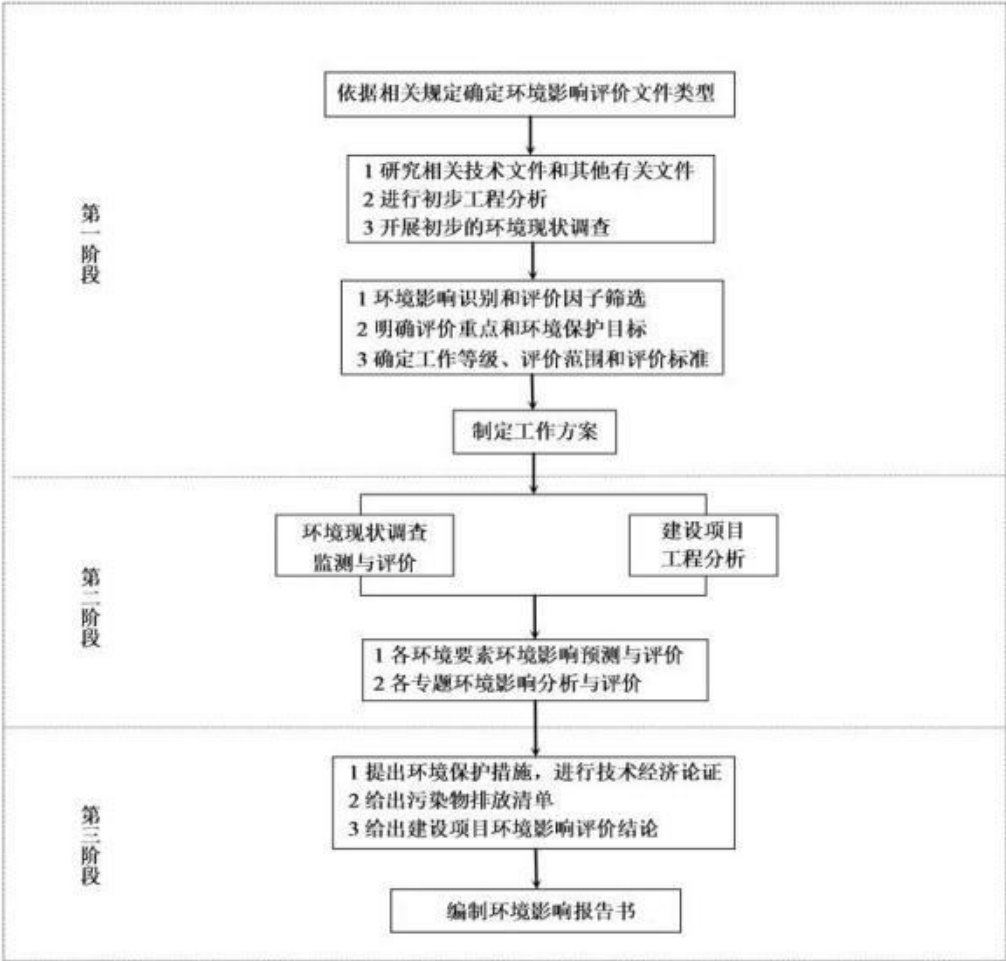 依据相关规定确定环境影响评价文件类型
1 研究相关技术文件和其他有关文件
2 进行初步工程分析
3 开展初步的环境现状调查
第一阶段
1 环境影响识别和评价因子筛选
2 明确评价重点和环境保护目标
3 确定工作等级、评价范围和评价标准
制定工作方案
环境现状调查
监测与评价
建设项目
工程分析
第二阶段
1 各环境要素环境影响预测与评价
2 各专题环境影响分析与评价
1 提出环境保护措施，进行技术经济论证
2 给出污染物排放清单
3 给出建设项目环境影响评价结论
第三阶段
编制环境影响报告书